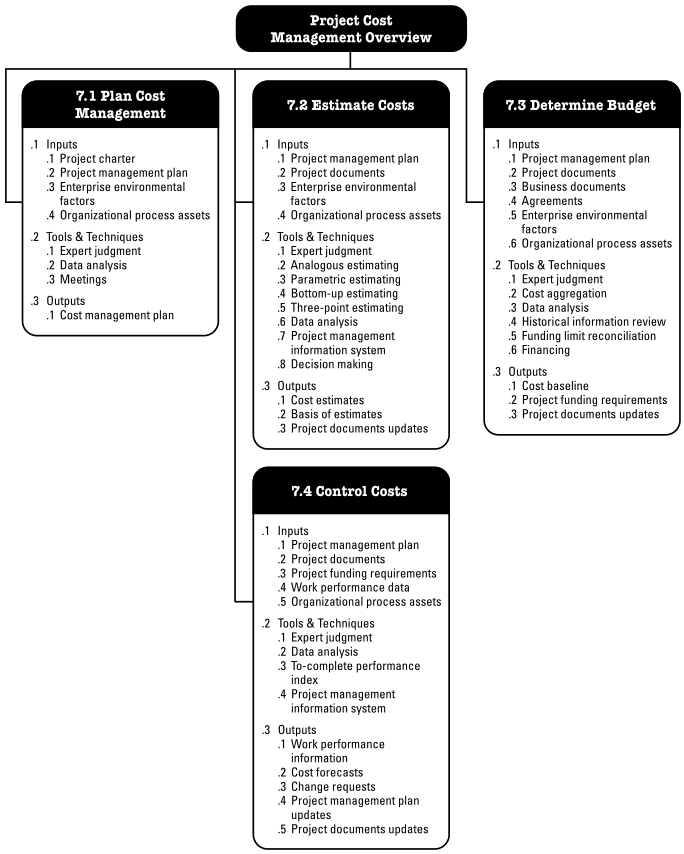 Project Cost
Management Overview
7.1 Plan Cost
Management
.1 Inputs
.1 Project charter
.2 Project management plan
.3 Enterprise environmental
factors
.4 Organizational process assets
.2 Tools & Techniques
.1 Expert judgment
.2 Data analysis
.3 Meetings
.3 Outputs
.1 Cost management plan
7.2 Estimate Costs
.1 Inputs
.1 Project management plan
.2 Project documents
.3 Enterprise environmental
factors
.4 Organizational process assets
.2 Tools & Techniques
.1 Expert judgment
.2 Analogous estimating
.3 Parametric estimating
.4 Bottom-up estimating
.5 Three-point estimating
.6 Data analysis
.7 Project management
information system
.8 Decision making
.3 Outputs
.1 Cost estimates
.2 Basis of estimates
.3 Project documents updates
7.3 Determine Budget
.1 Inputs
.1 Project management plan
.2 Project documents
.3 Business documents
.4 Agreements
.5 Enterprise environmental
factors
.6 Organizational process assets
.2 Tools & Techniques
.1 Expert judgment
.2 Cost aggregation
.3 Data analysis
.4 Historical information review
.5 Funding limit reconciliation
.6 Financing
.3 Outputs
.1 Cost baseline
.2 Project funding requirements
.3 Project documents updates
7.4 Control Costs
.1 Inputs
.1 Project management plan
.2 Project documents
.3 Project funding requirements
.4 Work performance data
.5 Organizational process assets
.2 Tools & Techniques
.1 Expert judgment
.2 Data analysis
.3 To-complete performance
index
.4 Project management
information system
.3 Outputs
.1 Work performance
information
.2 Cost forecasts
.3 Change requests
.4 Project management plan
updates
.5 Project documents updates